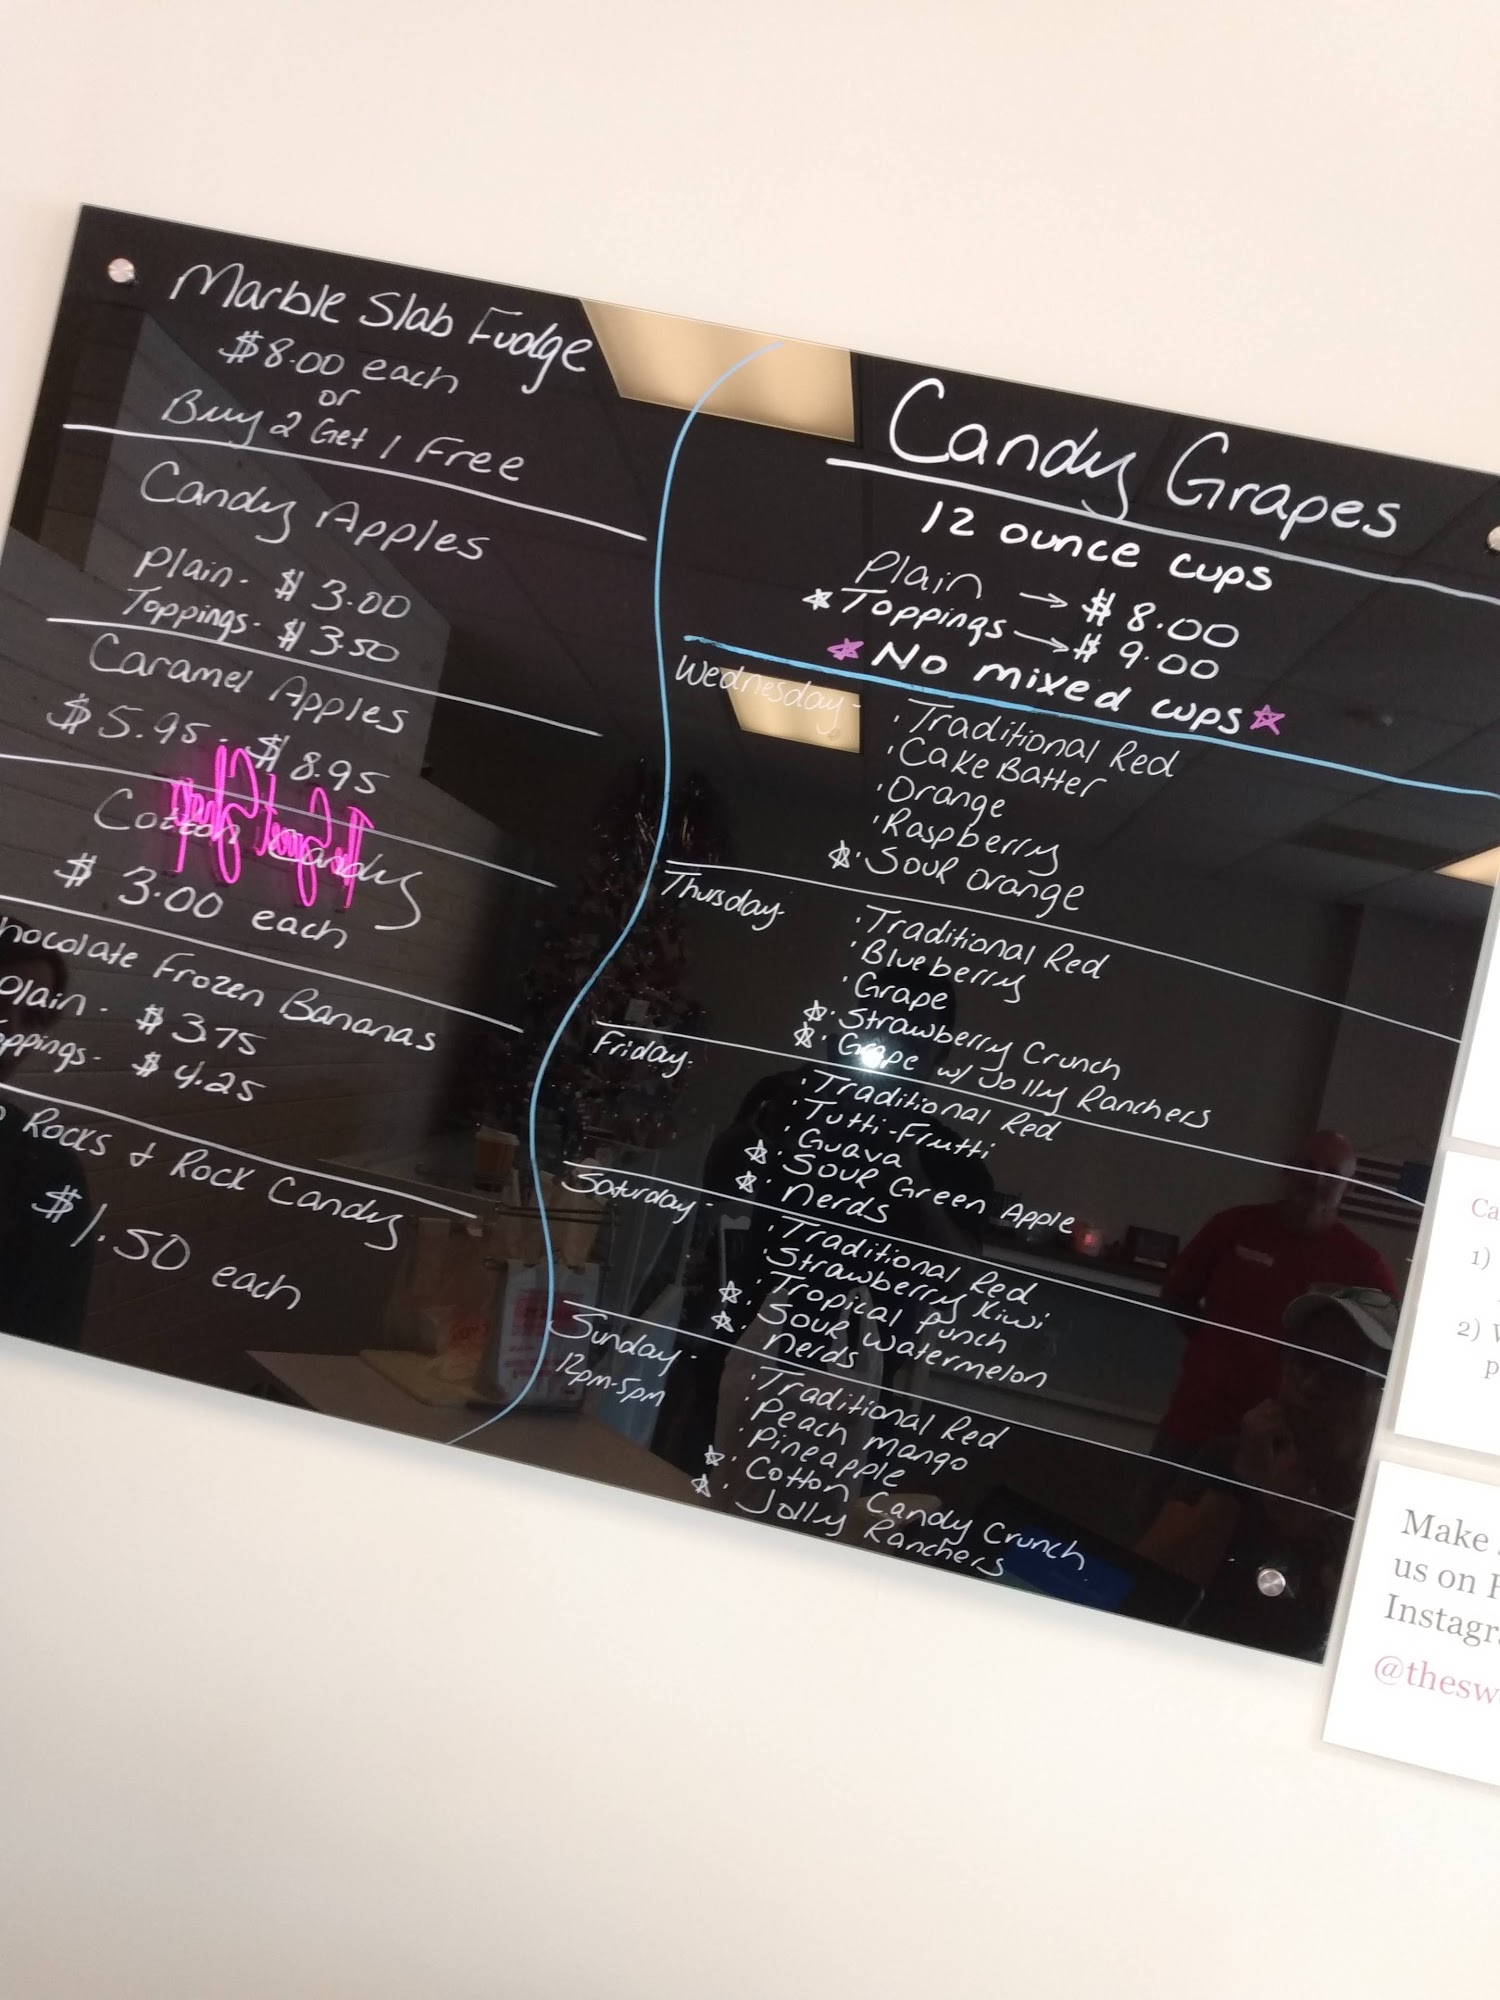 Marble Slab Fudge
$8.00 each
or
Buy 2 Get 1 Free
Candy Apples
Plain- $3.00
Toppings- $3.50
Caramel Apples
$5.95 - $8.95
Cotton Candy
$3.00 each
hocolate Frozen Bananas
Plain - $3.75
oppings- $4.25
Rocks & Rock Candy
$1.50 each
Candy Grapes
12 ounce cups
Plain → $8.00
☆Toppings → $9.00
☆No mixed cups☆
Wednesday-
·Traditional Red
·Cake Batter
·Orange
·Raspberry
☆·Sour orange
Thursday-
·Traditional Red
·Blueberry
·Grape
☆·Strawberry Crunch
☆·Grape w/ Jolly Ranchers
Friday-
·Traditional Red
·Tutti-Frutti
·Guava
☆·Sour Green Apple
☆·nerds
Saturday-
·Traditional Red
·Strawberry Kiwi
·Tropical Punch
☆·Sour Watermelon
☆·nerds
Sunday-
12pm-5pm
·Traditional Red
·Peach mango
·Pineapple
☆·Cotton Candy Crunch
☆·Jolly Ranchers
Ca
1)
2)
p
Make
us on F
Instagr
@thesw